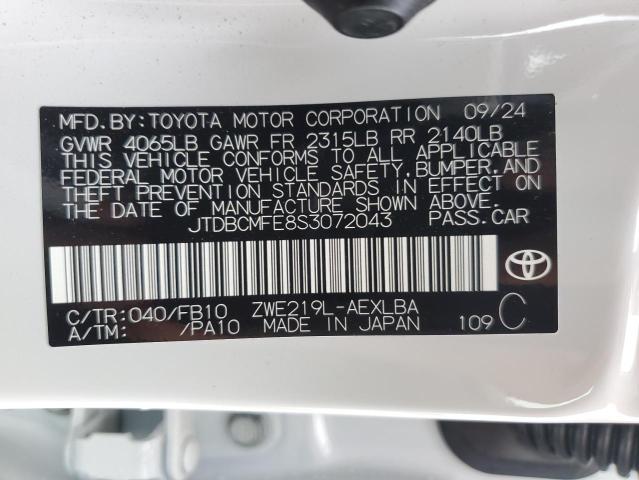 MFD.BY:TOYOTA MOTOR CORPORATION 09/24
GVWR 4065LB GAWR FR 2315LB RR 2140LB
THIS VEHICLE CONFORMS TO ALL APPLICABLE
FEDERAL MOTOR VEHICLE SAFETY,BUMPER,AND
THEFT PREVENTION STANDARDS IN EFFECT ON
THE DATE OF MANUFACTURE SHOWN ABOVE.
JTDBCMFE8S3072043 PASS.CAR
C/TR:040/FB10 ZWE219L-AEXLBA
A/TM: /PA10 MADE IN JAPAN 109 C